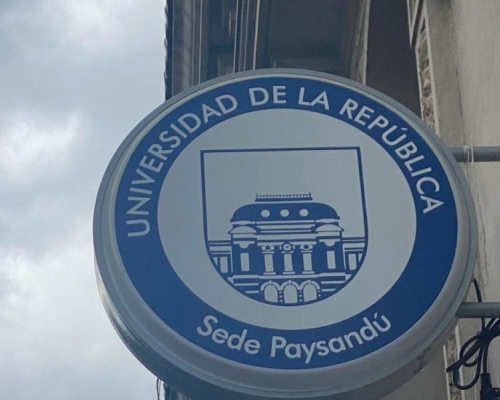 UNIVERSIDAD DE LA REPÚBLICA
Sede Paysandú